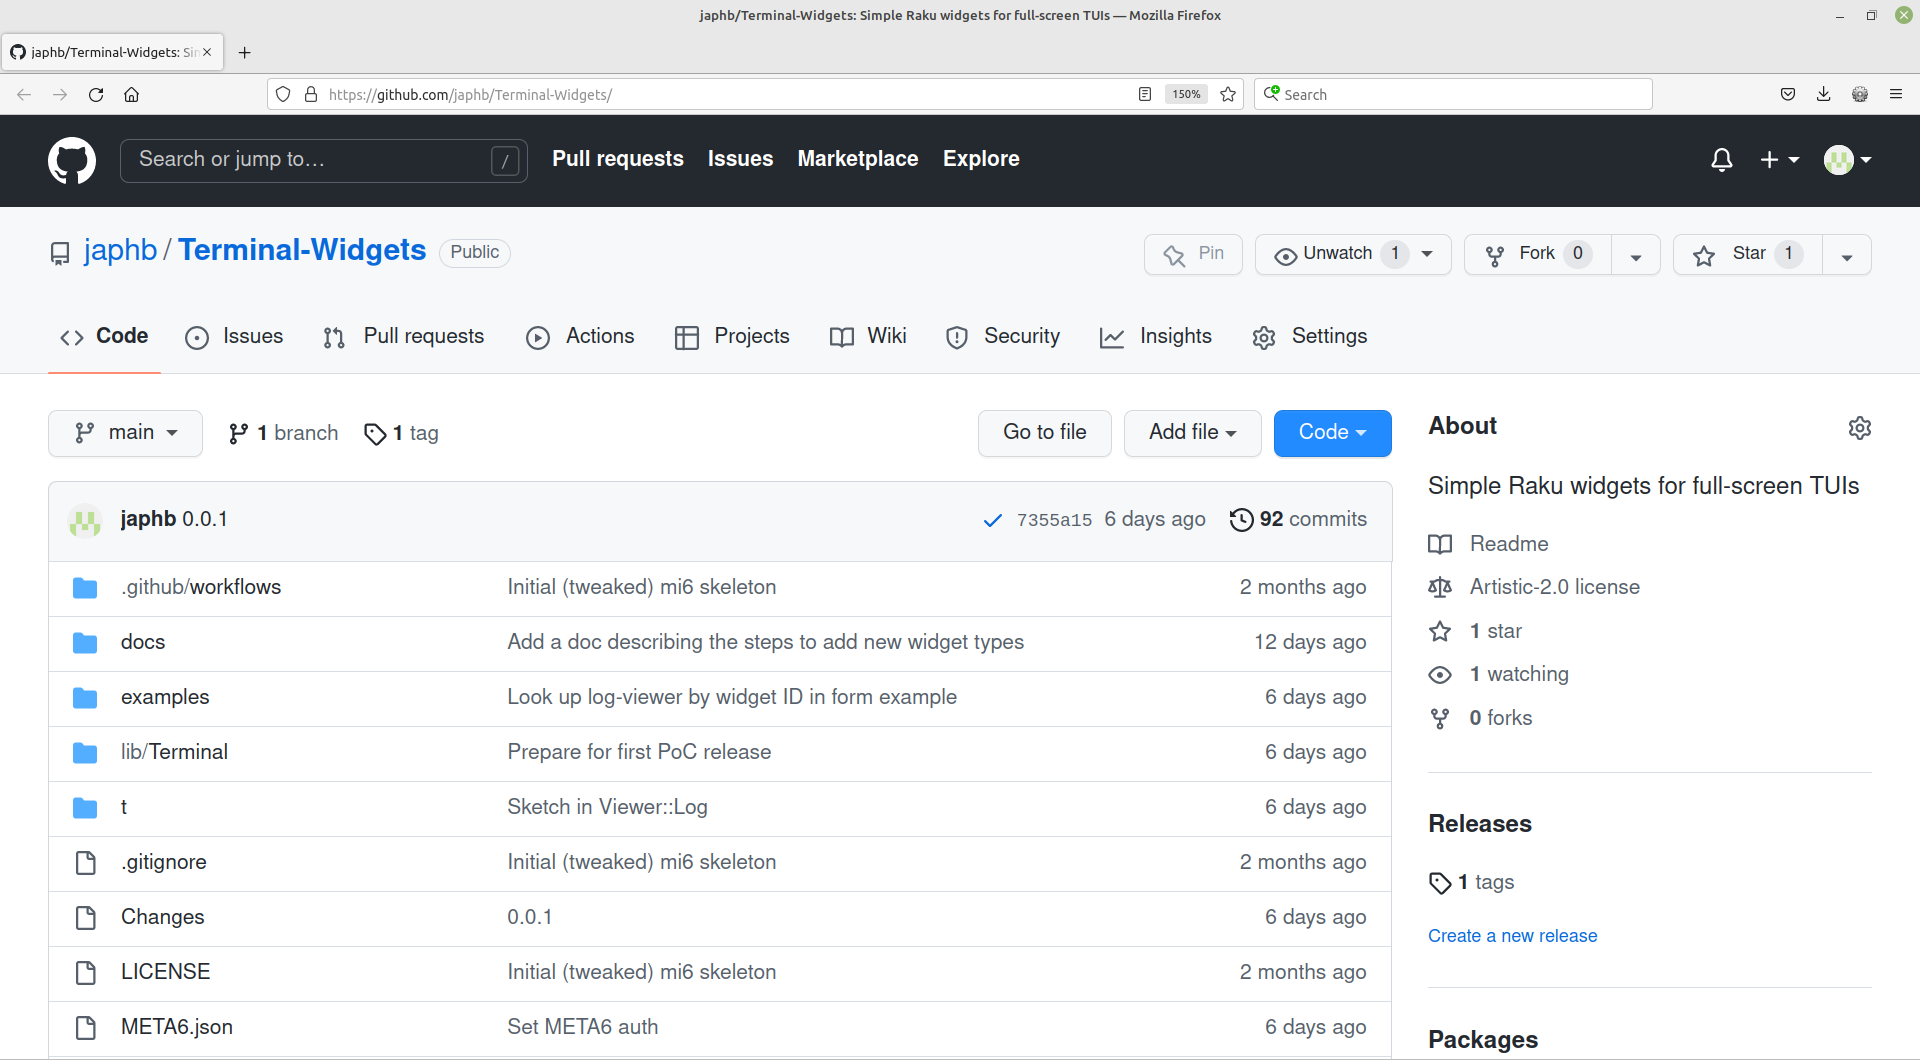 japhb/Terminal-Widgets: Simple Raku widgets for full-screen TUIs — Mozilla Firefox
japhb/Terminal-Widgets: Sin
https://github.com/japhb/Terminal-Widgets/
150%
Search
Search or jump to…
/
Pull requests
Issues
Marketplace
Explore
japhb / Terminal-Widgets
Public
Pin
Unwatch 1
Fork 0
Star 1
Code
Issues
Pull requests
Actions
Projects
Wiki
Security
Insights
Settings
main
1 branch
1 tag
Go to file
Add file
Code
japhb 0.0.1
7355a15 6 days ago
92 commits
.github/workflows
Initial (tweaked) mi6 skeleton
2 months ago
docs
Add a doc describing the steps to add new widget types
12 days ago
examples
Look up log-viewer by widget ID in form example
6 days ago
lib/Terminal
Prepare for first PoC release
6 days ago
t
Sketch in Viewer::Log
6 days ago
.gitignore
Initial (tweaked) mi6 skeleton
2 months ago
Changes
0.0.1
6 days ago
LICENSE
Initial (tweaked) mi6 skeleton
2 months ago
META6.json
Set META6 auth
6 days ago
About
Simple Raku widgets for full-screen TUIs
Readme
Artistic-2.0 license
1 star
1 watching
0 forks
Releases
1 tags
Create a new release
Packages